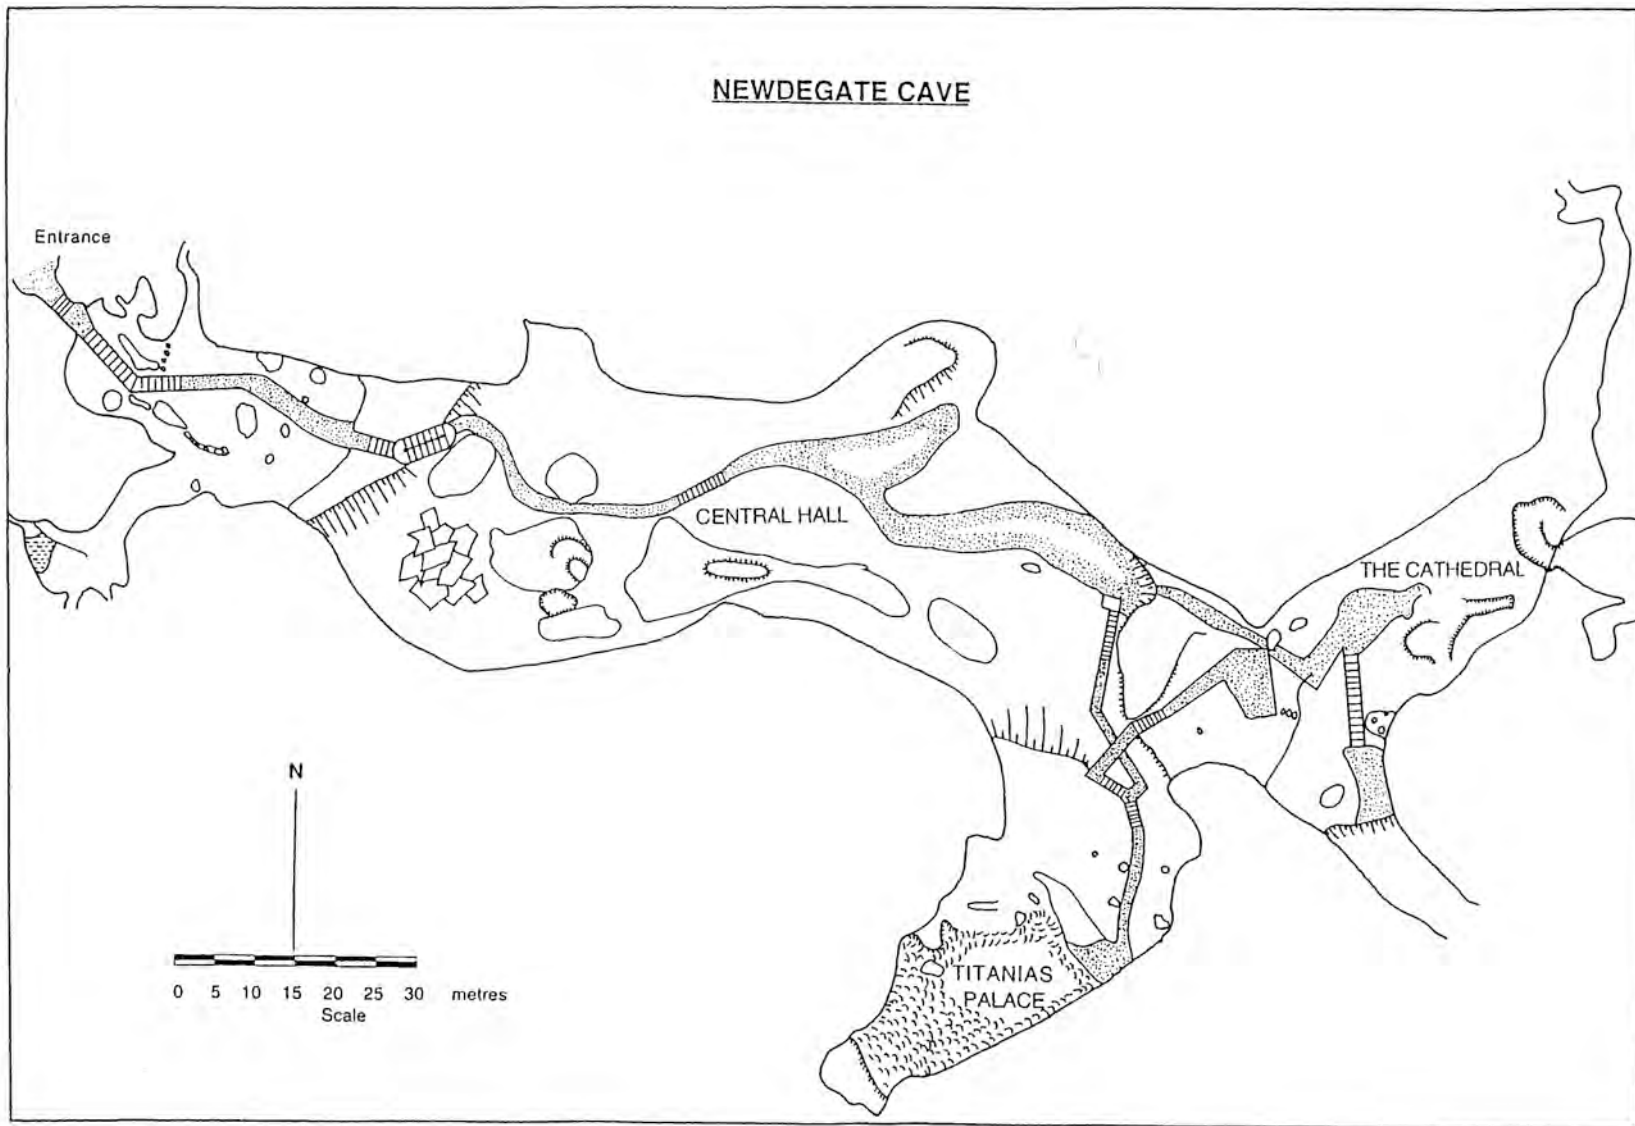 NEWDEGATE CAVE
Entrance
CENTRAL HALL
THE CATHEDRAL
N
TITANIAS
PALACE
0 5 10 15 20 25 30 metres
Scale